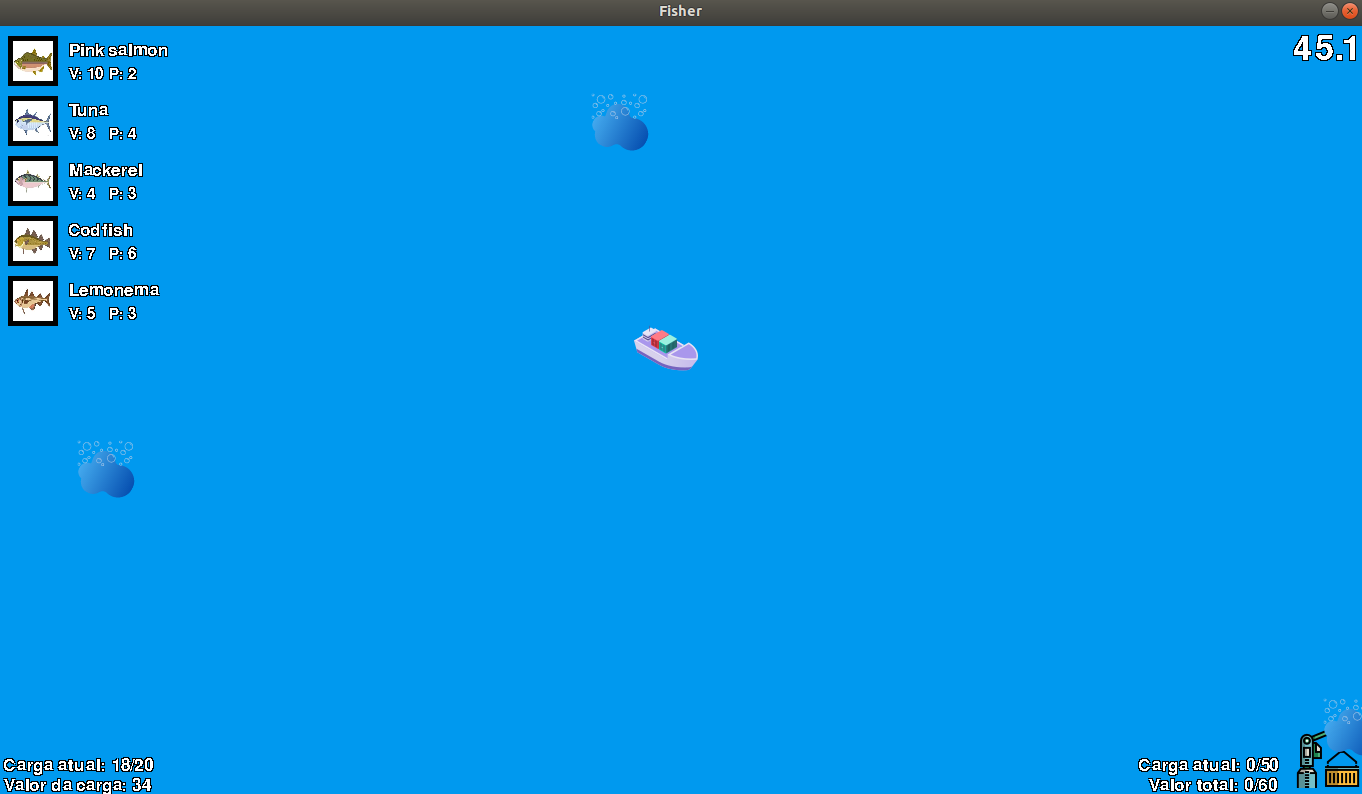 Fisher
Pink salmon
V: 10 P: 2
Tuna
V: 8 P: 4
Mackerel
V: 4 P: 3
Codfish
V: 7 P: 6
Lemonema
V: 5 P: 3
45.1
Carga atual: 18/20
Valor da carga: 34
Carga atual: 0/50
Valor total: 0/60